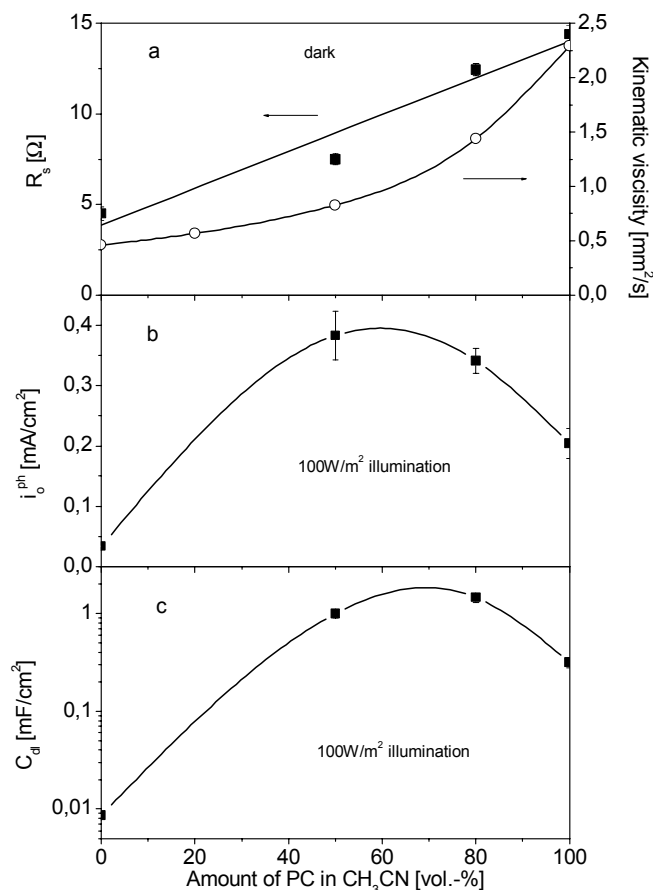 a
dark
15
10
5
0
R_s [Ω]
2,5
2,0
1,5
1,0
0,5
0,0
Kinematic viscisity [mm²/s]
b
0,4
0,3
0,2
0,1
0,0
i_o^ph [mA/cm²]
100W/m² illumination
c
1
0,1
0,01
C_dl [mF/cm²]
100W/m² illumination
0 20 40 60 80 100
Amount of PC in CH₃CN [vol.-%]